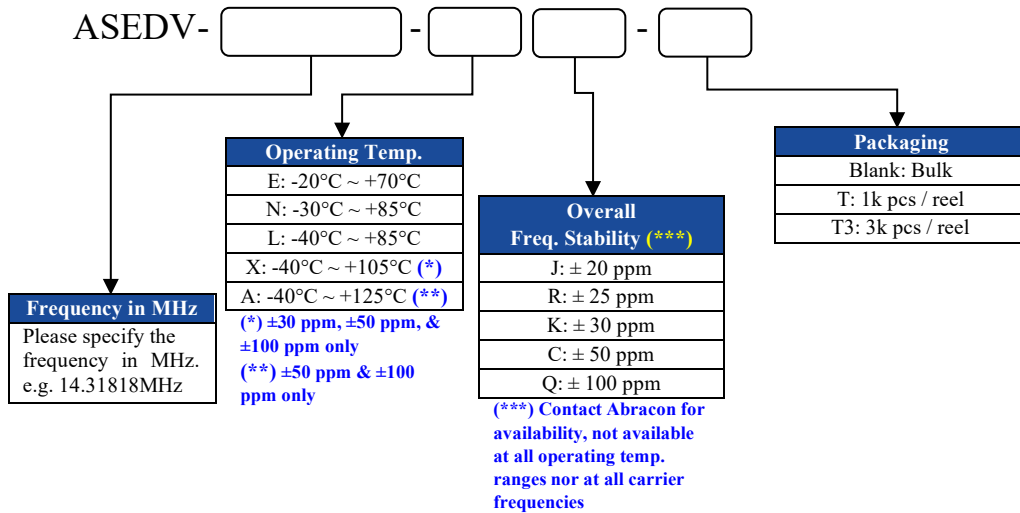 ASEDV- - -
Operating Temp.
E: -20°C ~ +70°C
N: -30°C ~ +85°C
L: -40°C ~ +85°C
X: -40°C ~ +105°C (*)
A: -40°C ~ +125°C (**)
(*) ±30 ppm, ±50 ppm, &
±100 ppm only
(**) ±50 ppm & ±100
ppm only
Frequency in MHz
Please specify the
frequency in MHz.
e.g. 14.31818MHz
Overall
Freq. Stability (***)
J: ± 20 ppm
R: ± 25 ppm
K: ± 30 ppm
C: ± 50 ppm
Q: ± 100 ppm
(***) Contact Abracon for
availability, not available
at all operating temp.
ranges nor at all carrier
frequencies
Packaging
Blank: Bulk
T: 1k pcs / reel
T3: 3k pcs / reel